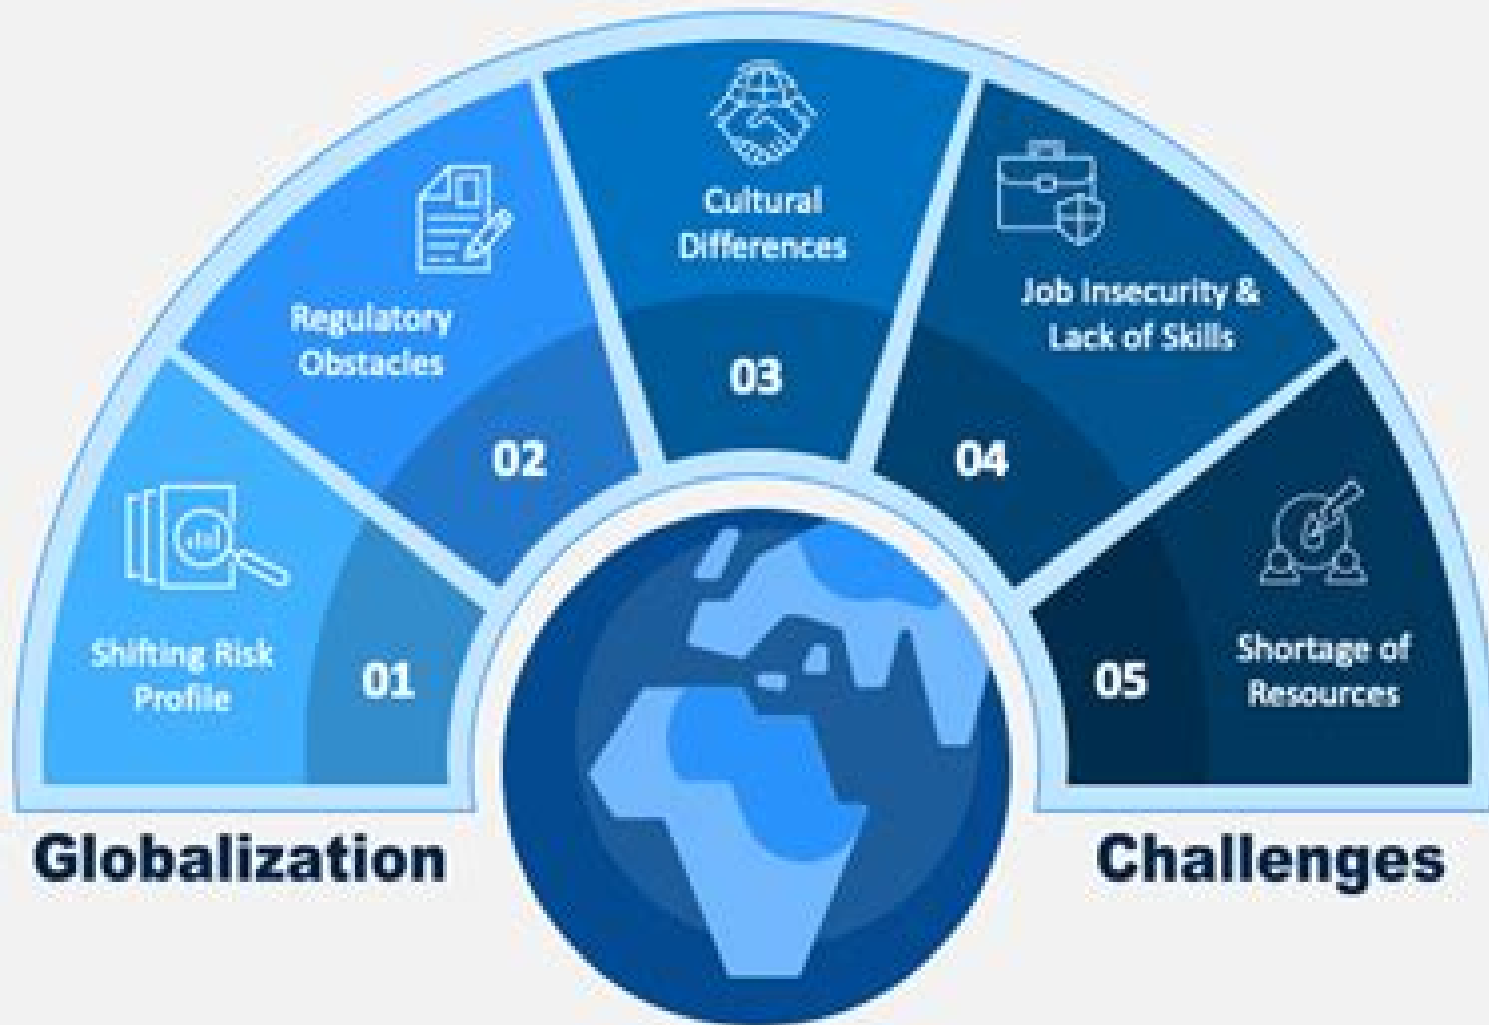 Shifting Risk
Profile
01
Regulatory
Obstacles
02
Cultural
Differences
03
Job Insecurity &
Lack of Skills
04
Shortage of
Resources
05
Globalization
Challenges